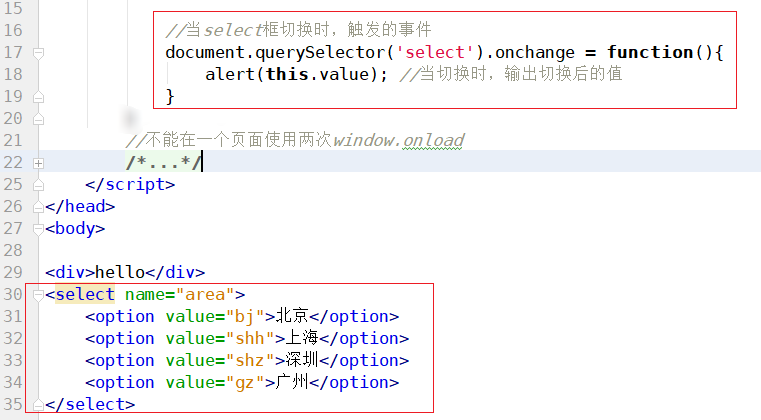 15
16 //当select框切换时，触发的事件
17 document.querySelector('select').onchange = function(){
18 alert(this.value); //当切换时，输出切换后的值
19 }
20
21 //不能在一个页面使用两次window.onload
22 /*...*/
25 </script>
26 </head>
27 <body>
28
29 <div>hello</div>
30 <select name="area">
31 <option value="bj">北京</option>
32 <option value="shh">上海</option>
33 <option value="shz">深圳</option>
34 <option value="gz">广州</option>
35 </select>